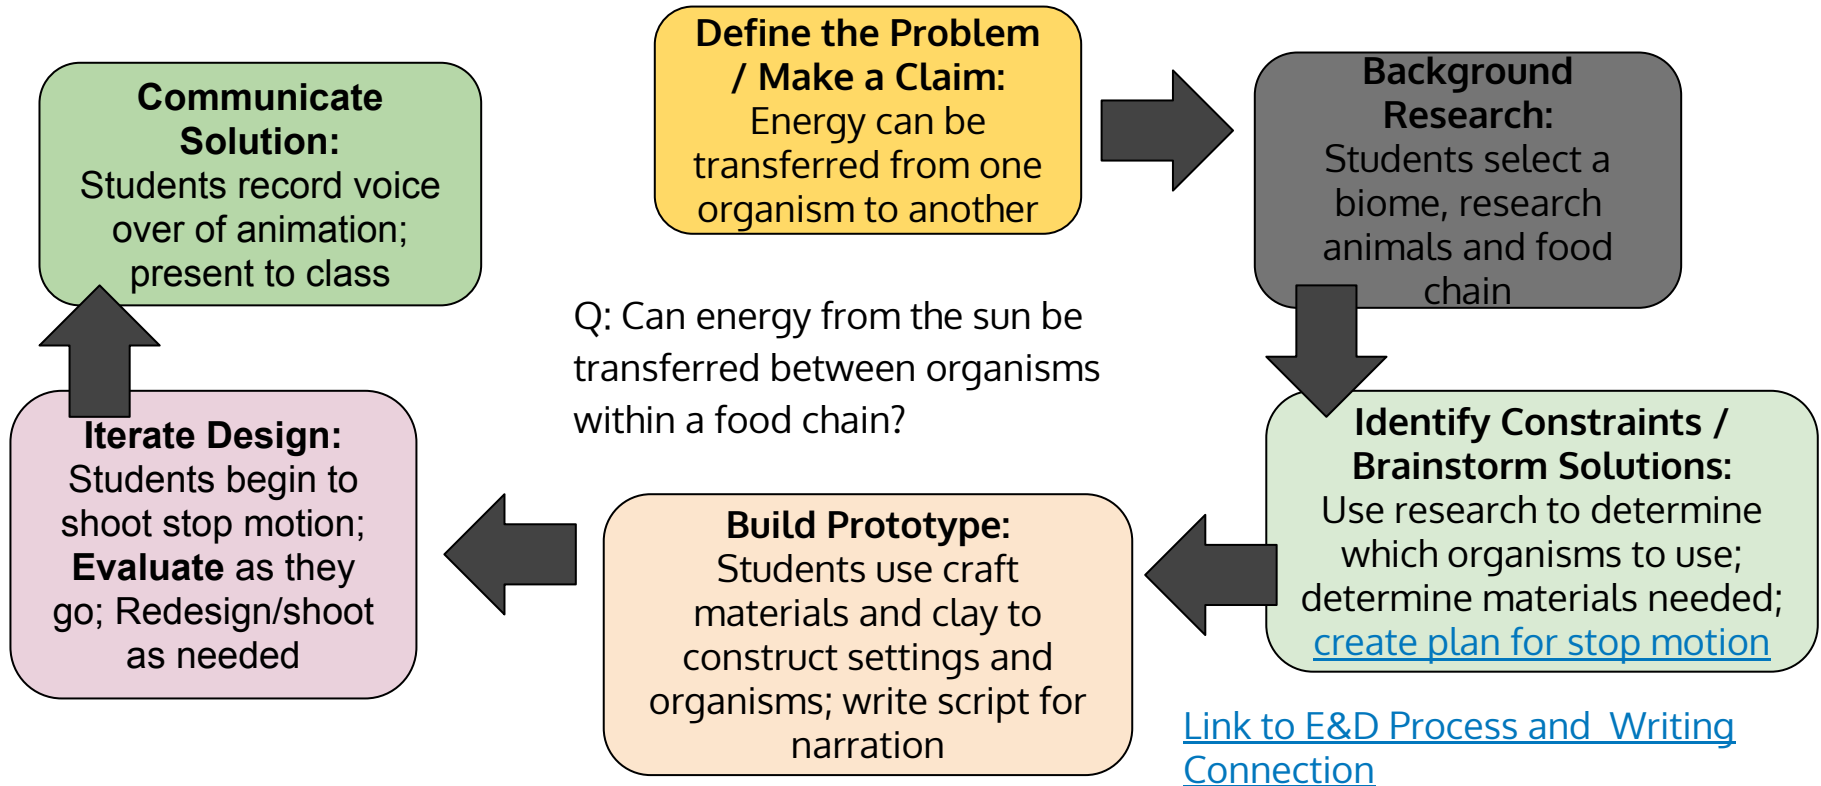 Define the Problem
/ Make a Claim:
Energy can be
transferred from one
organism to another
Background
Research:
Students select a
biome, research
animals and food
chain
Identify Constraints /
Brainstorm Solutions:
Use research to determine
which organisms to use;
determine materials needed;
create plan for stop motion
Build Prototype:
Students use craft
materials and clay to
construct settings and
organisms; write script for
narration
Iterate Design:
Students begin to
shoot stop motion;
Evaluate as they
go; Redesign/shoot
as needed
Communicate
Solution:
Students record voice
over of animation;
present to class
Q: Can energy from the sun be
transferred between organisms
within a food chain?
Link to E&D Process and  Writing
Connection